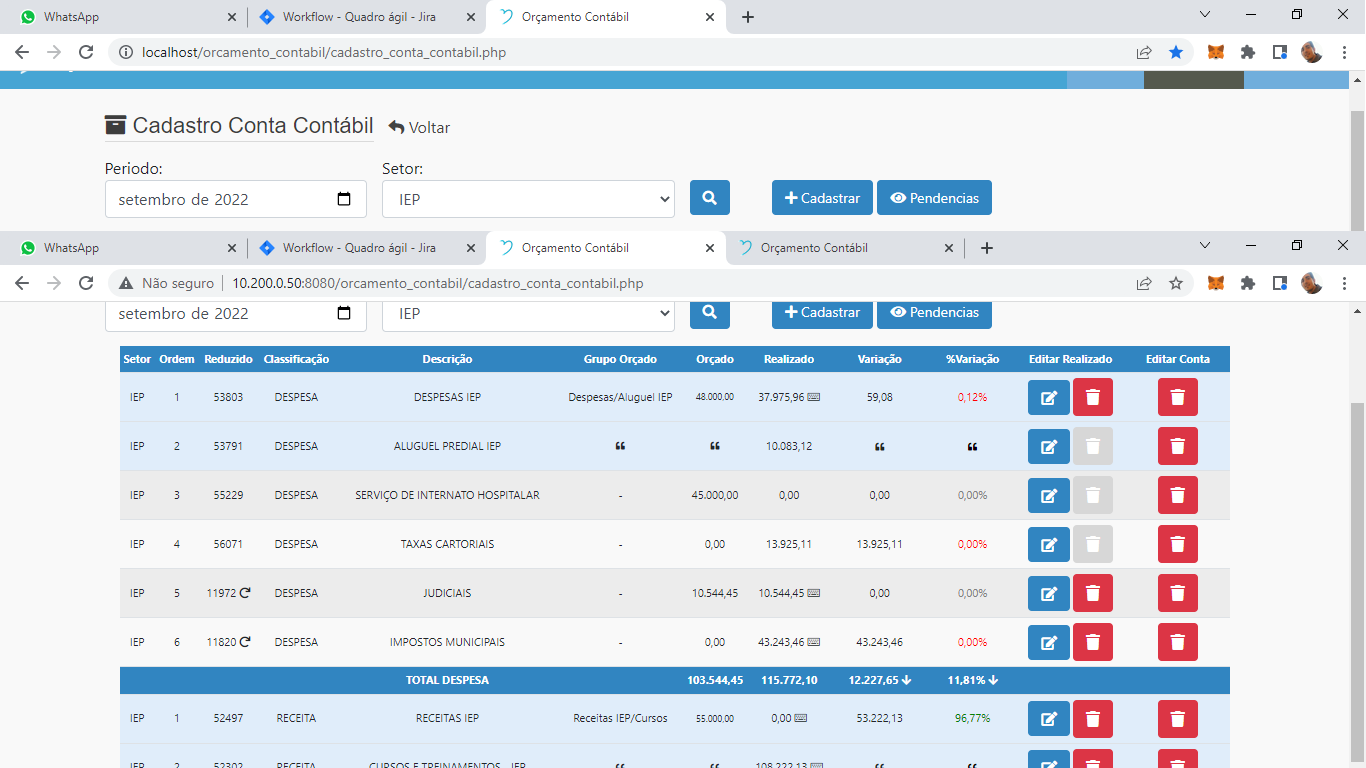 WhatsApp Workflow - Quadro ágil - Jira Orçamento Contábil
localhost/orcamento_contabil/cadastro_conta_contabil.php
Cadastro Conta Contábil Voltar
Periodo: Setor:
setembro de 2022 IEP Cadastrar Pendencias
WhatsApp Workflow - Quadro ágil - Jira Orçamento Contábil Orçamento Contábil
Não seguro 10.200.0.50:8080/orcamento_contabil/cadastro_conta_contabil.php
setembro de 2022 IEP Cadastrar Pendencias
Setor Ordem Reduzido Classificação Descrição Grupo Orçado Orçado Realizado Variação %Variação Editar Realizado Editar Conta
IEP 1 53803 DESPESA DESPESAS IEP Despesas/Aluguel IEP 48.000.00 37.975,96 59,08 0,12%
IEP 2 53791 DESPESA ALUGUEL PREDIAL IEP ❝ ❝ 10.083,12 ❝ ❝
IEP 3 55229 DESPESA SERVIÇO DE INTERNATO HOSPITALAR - 45.000,00 0,00 0,00 0,00%
IEP 4 56071 DESPESA TAXAS CARTORIAIS - 0,00 13.925,11 13.925,11 0,00%
IEP 5 11972 DESPESA JUDICIAIS - 10.544,45 10.544,45 0,00 0,00%
IEP 6 11820 DESPESA IMPOSTOS MUNICIPAIS - 0,00 43.243,46 43.243,46 0,00%
TOTAL DESPESA 103.544,45 115.772,10 12.227,65 11,81%
IEP 1 52497 RECEITA RECEITAS IEP Receitas IEP/Cursos 55.000.00 0,00 53.222,13 96,77%
IEP 2 52302 RECEITA CURSOS E TREINAMENTOS - IEP ❝ ❝ 108.222,13 ❝ ❝